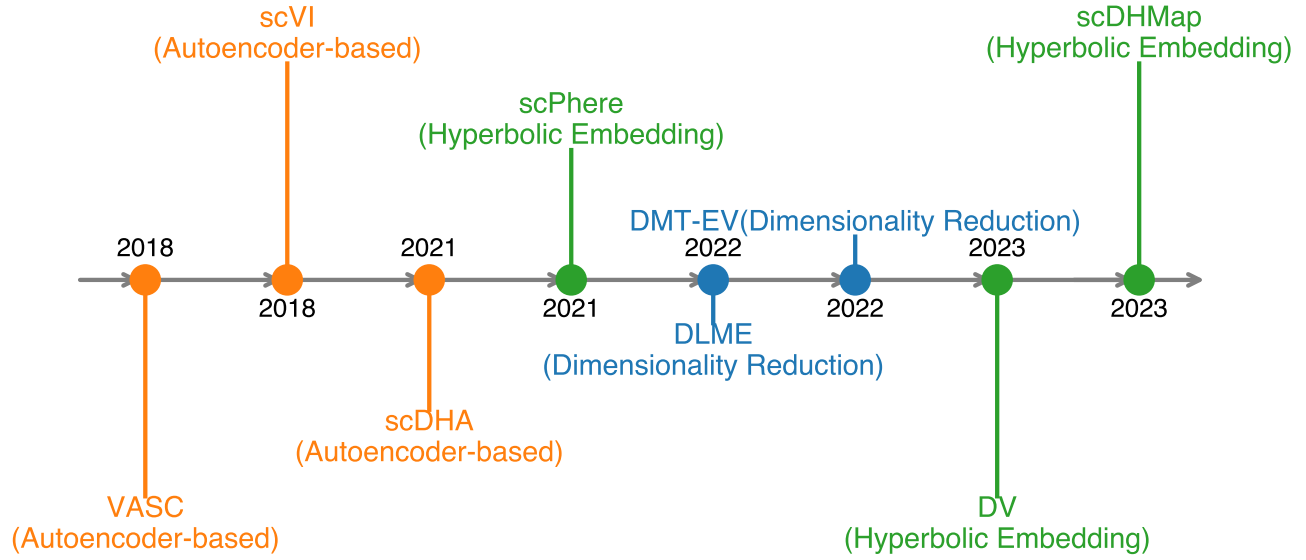 scVI
(Autoencoder-based)
scDHMap
(Hyperbolic Embedding)
scPhere
(Hyperbolic Embedding)
DMT-EV(Dimensionality Reduction)
2018
2021
2022
2023
2018
2021
2022
2023
DLME
(Dimensionality Reduction)
scDHA
(Autoencoder-based)
VASC
(Autoencoder-based)
DV
(Hyperbolic Embedding)